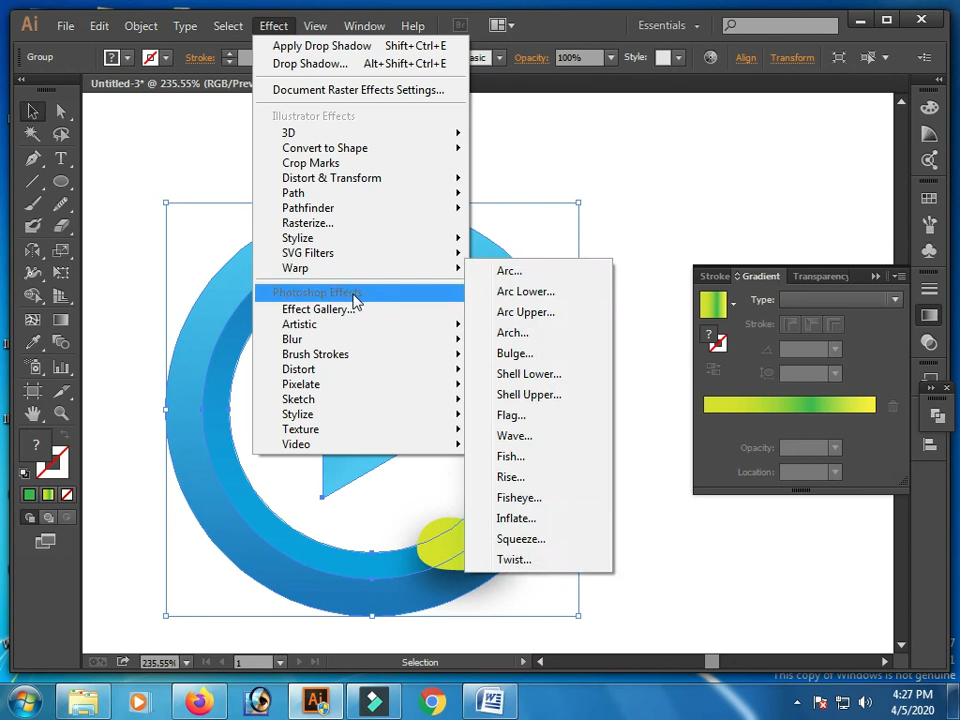 Ai File Edit Object Type Select Effect View Window Help Br Essentials
Group ? Stroke: asic Opacity: 100% Style: Align Transform
Untitled-3* @ 235.55% (RGB/Prev
Apply Drop Shadow Shift+Ctrl+E
Drop Shadow... Alt+Shift+Ctrl+E
Document Raster Effects Settings...
Illustrator Effects
3D
Convert to Shape
Crop Marks
Distort & Transform
Path
Pathfinder
Rasterize...
Stylize
SVG Filters
Warp
Photoshop Effects
Effect Gallery...
Artistic
Blur
Brush Strokes
Distort
Pixelate
Sketch
Stylize
Texture
Video
Arc...
Arc Lower...
Arc Upper...
Arch...
Bulge...
Shell Lower...
Shell Upper...
Flag...
Wave...
Fish...
Rise...
Fisheye...
Inflate...
Squeeze...
Twist...
Stroke Gradient Transparency
Type:
Stroke:
?
Opacity:
Location:
?
235.55% 1 Selection
This copy of Windows is not genuine
4:27 PM
4/5/2020